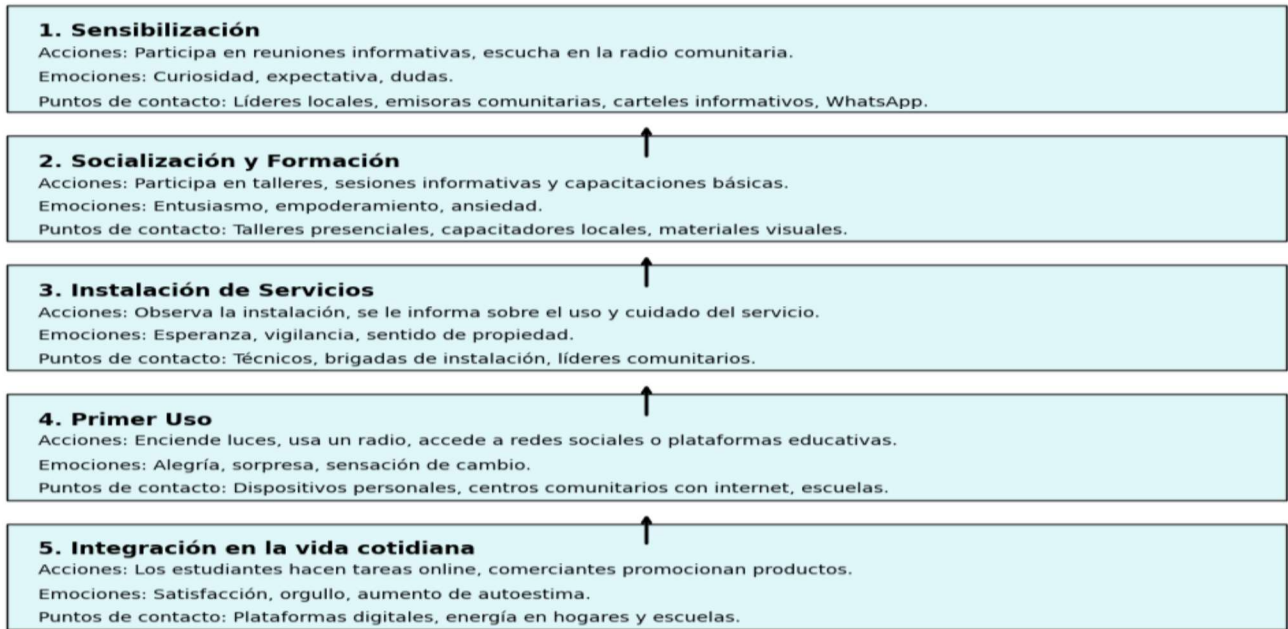 1. Sensibilización
Acciones: Participa en reuniones informativas, escucha en la radio comunitaria.
Emociones: Curiosidad, expectativa, dudas.
Puntos de contacto: Líderes locales, emisoras comunitarias, carteles informativos, WhatsApp.
2. Socialización y Formación
Acciones: Participa en talleres, sesiones informativas y capacitaciones básicas.
Emociones: Entusiasmo, empoderamiento, ansiedad.
Puntos de contacto: Talleres presenciales, capacitadores locales, materiales visuales.
3. Instalación de Servicios
Acciones: Observa la instalación, se le informa sobre el uso y cuidado del servicio.
Emociones: Esperanza, vigilancia, sentido de propiedad.
Puntos de contacto: Técnicos, brigadas de instalación, líderes comunitarios.
4. Primer Uso
Acciones: Enciende luces, usa un radio, accede a redes sociales o plataformas educativas.
Emociones: Alegría, sorpresa, sensación de cambio.
Puntos de contacto: Dispositivos personales, centros comunitarios con internet, escuelas.
5. Integración en la vida cotidiana
Acciones: Los estudiantes hacen tareas online, comerciantes promocionan productos.
Emociones: Satisfacción, orgullo, aumento de autoestima.
Puntos de contacto: Plataformas digitales, energía en hogares y escuelas.